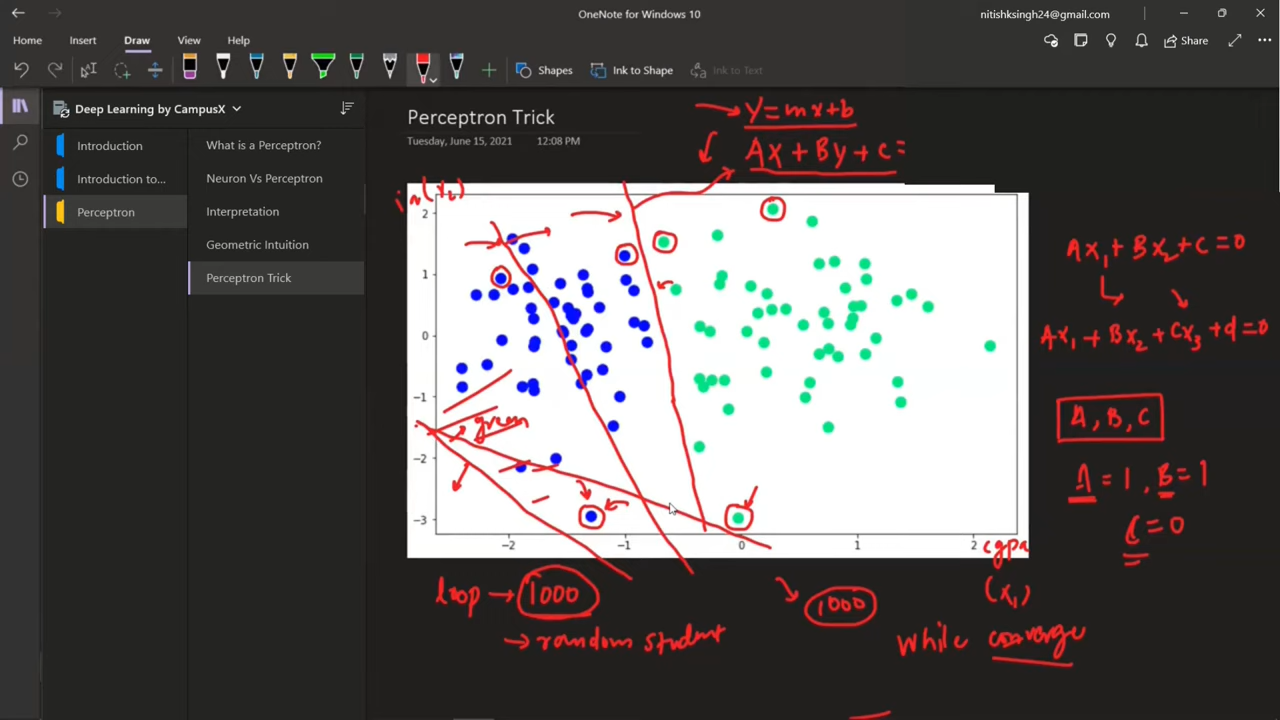 OneNote for Windows 10
nitishksingh24@gmail.com
Home Insert Draw View Help
Shapes Ink to Shape Ink to Text Share
Deep Learning by CampusX
Introduction
Introduction to...
Perceptron
What is a Perceptron?
Neuron Vs Perceptron
Interpretation
Geometric Intuition
Perceptron Trick
Perceptron Trick
Tuesday, June 15, 2021 12:08 PM
Y=mx+b
Ax+By+c=
2
1
0
-1
-2
-3
-2 -1 0 1 2
green
cgpa
(x₁)
Ax₁+Bx₂+c=0
Ax₁+Bx₂+Cx₃+d=0
A, B, C
A=1, B=1
C=0
loop → 1000
→ random student
1000
while converge